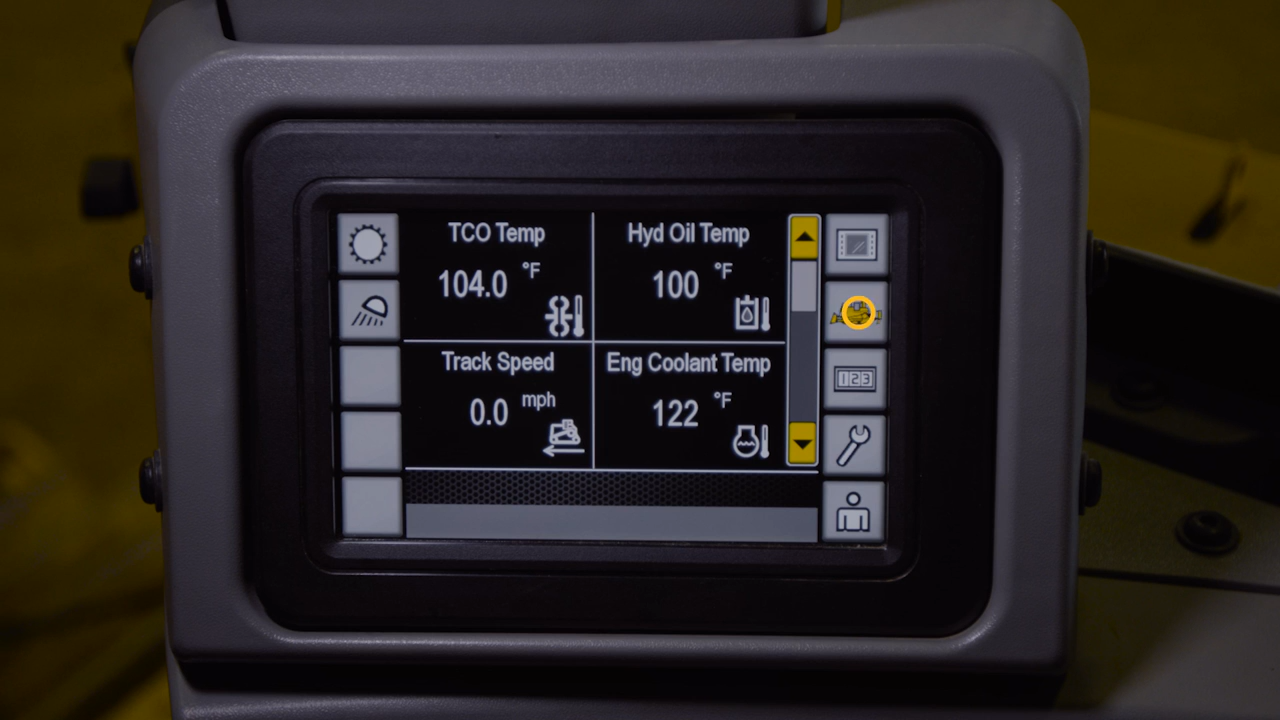 TCO Temp
104.0 °F
Hyd Oil Temp
100 °F
Track Speed
0.0 mph
Eng Coolant Temp
122 °F
123